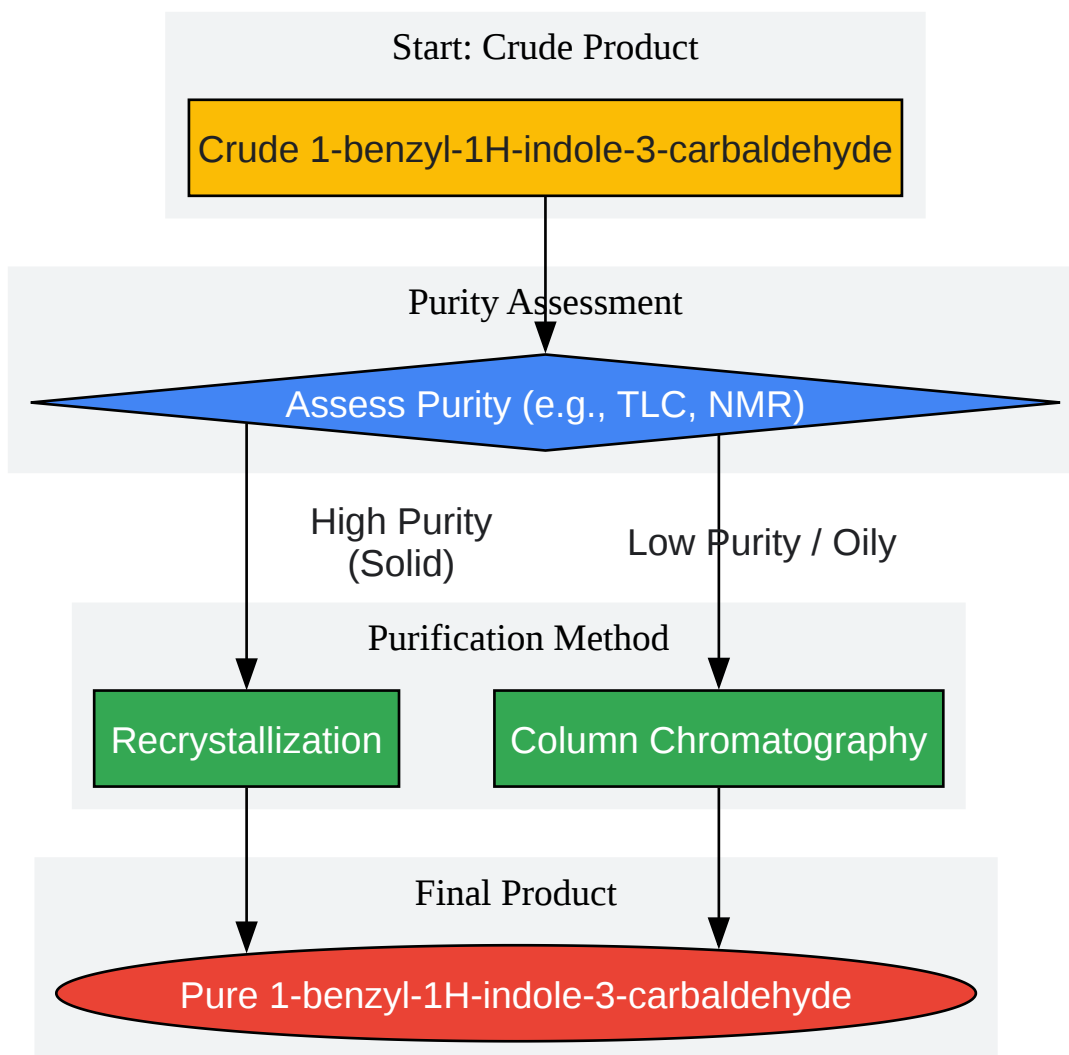 Start: Crude Product
Crude 1-benzyl-1H-indole-3-carbaldehyde
Purity Assessment
Assess Purity (e.g., TLC, NMR)
High Purity
(Solid)
Low Purity / Oily
Purification Method
Recrystallization
Column Chromatography
Final Product
Pure 1-benzyl-1H-indole-3-carbaldehyde